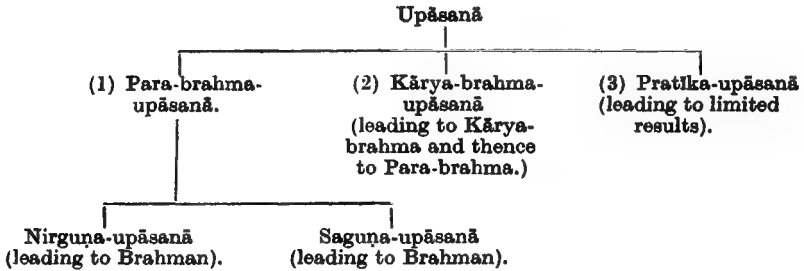 Upāsanā
(1) Para-brahma-
upāsanā.
(2) Kārya-brahma-
upāsanā
(leading to Kārya-
brahma and thence
to Para-brahma.)
(3) Pratīka-upāsanā
(leading to limited
results).
Nirguṇa-upāsanā
(leading to Brahman).
Saguṇa-upāsanā
(leading to Brahman).